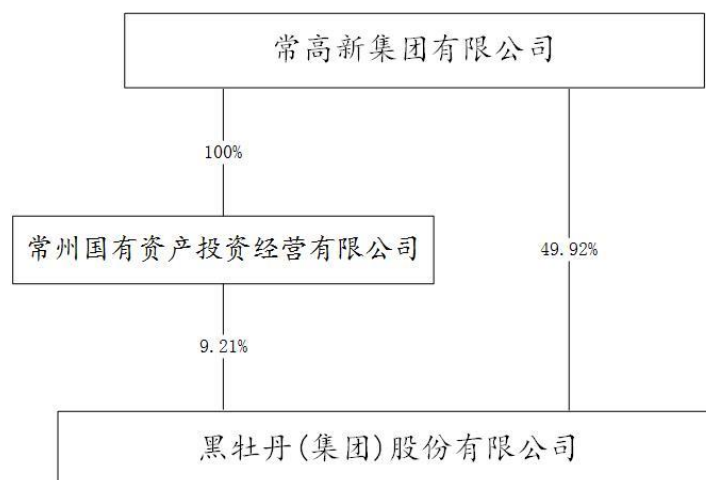 常高新集团有限公司
100%
常州国有资产投资经营有限公司
49.92%
9.21%
黑牡丹(集团)股份有限公司